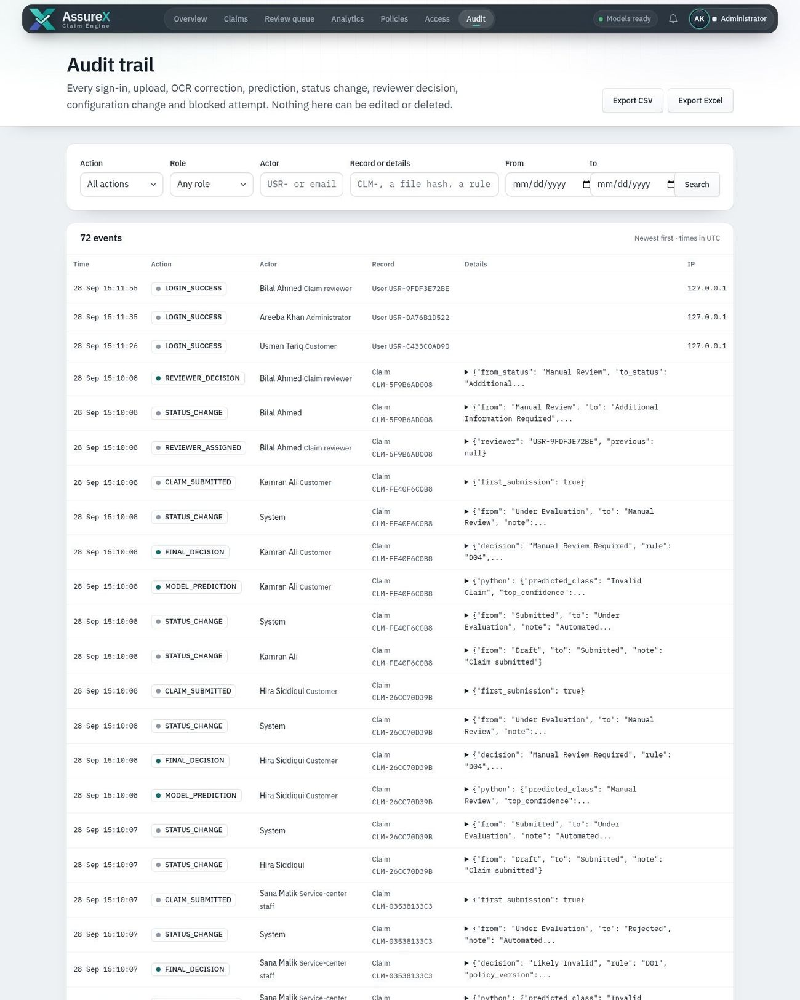 AssureX
Claim Engine
Overview Claims Review queue Analytics Policies Access Audit
Models ready
AK Administrator
Audit trail
Every sign-in, upload, OCR correction, prediction, status change, reviewer decision,
configuration change and blocked attempt. Nothing here can be edited or deleted.
Export CSV Export Excel
Action Role Actor Record or details From to
All actions Any role USR- or email CLM-, a file hash, a rule mm/dd/yyyy mm/dd/yyyy Search
72 events Newest first · times in UTC
Time Action Actor Record Details IP
28 Sep 15:11:55 LOGIN_SUCCESS Bilal Ahmed Claim reviewer User USR-9FDF3E72BE 127.0.0.1
28 Sep 15:11:35 LOGIN_SUCCESS Areeba Khan Administrator User USR-DA76B1D522 127.0.0.1
28 Sep 15:11:26 LOGIN_SUCCESS Usman Tariq Customer User USR-C433C0AD90 127.0.0.1
28 Sep 15:10:08 REVIEWER_DECISION Bilal Ahmed Claim reviewer Claim {"from_status": "Manual Review", "to_status":
CLM-5F9B6AD008 "Additional...
28 Sep 15:10:08 STATUS_CHANGE Bilal Ahmed Claim {"from": "Manual Review", "to": "Additional
CLM-5F9B6AD008 Information Required",...
28 Sep 15:10:08 REVIEWER_ASSIGNED Bilal Ahmed Claim reviewer Claim {"reviewer": "USR-9FDF3E72BE", "previous":
CLM-5F9B6AD008 null}
28 Sep 15:10:08 CLAIM_SUBMITTED Kamran Ali Customer Claim {"first_submission": true}
CLM-FE40F6C0B8
28 Sep 15:10:08 STATUS_CHANGE System Claim {"from": "Under Evaluation", "to": "Manual
CLM-FE40F6C0B8 Review", "note":...
28 Sep 15:10:08 FINAL_DECISION Kamran Ali Customer Claim {"decision": "Manual Review Required", "rule":
CLM-FE40F6C0B8 "D04",...
28 Sep 15:10:08 MODEL_PREDICTION Kamran Ali Customer Claim {"python": {"predicted_class": "Invalid
CLM-FE40F6C0B8 Claim", "top_confidence":...
28 Sep 15:10:08 STATUS_CHANGE System Claim {"from": "Submitted", "to": "Under
CLM-FE40F6C0B8 Evaluation", "note": "Automated...
28 Sep 15:10:08 STATUS_CHANGE Kamran Ali Claim {"from": "Draft", "to": "Submitted", "note":
CLM-FE40F6C0B8 "Claim submitted"}
28 Sep 15:10:08 CLAIM_SUBMITTED Hira Siddiqui Customer Claim {"first_submission": true}
CLM-26CC70D39B
28 Sep 15:10:08 STATUS_CHANGE System Claim {"from": "Under Evaluation", "to": "Manual
CLM-26CC70D39B Review", "note":...
28 Sep 15:10:08 FINAL_DECISION Hira Siddiqui Customer Claim {"decision": "Manual Review Required", "rule":
CLM-26CC70D39B "D04",...
28 Sep 15:10:08 MODEL_PREDICTION Hira Siddiqui Customer Claim {"python": {"predicted_class": "Manual
CLM-26CC70D39B Review", "top_confidence":...
28 Sep 15:10:07 STATUS_CHANGE System Claim {"from": "Submitted", "to": "Under
CLM-26CC70D39B Evaluation", "note": "Automated...
28 Sep 15:10:07 STATUS_CHANGE Hira Siddiqui Claim {"from": "Draft", "to": "Submitted", "note":
CLM-26CC70D39B "Claim submitted"}
28 Sep 15:10:07 CLAIM_SUBMITTED Sana Malik Service-center Claim {"first_submission": true}
staff CLM-03538133C3
28 Sep 15:10:07 STATUS_CHANGE System Claim {"from": "Under Evaluation", "to": "Rejected",
CLM-03538133C3 "note": "Automated...
28 Sep 15:10:07 FINAL_DECISION Sana Malik Service-center Claim {"decision": "Likely Invalid", "rule": "D01",
staff CLM-03538133C3 "policy_version":...
Sana Malik Service-center Claim {"python": {"predicted_class": "Invalid